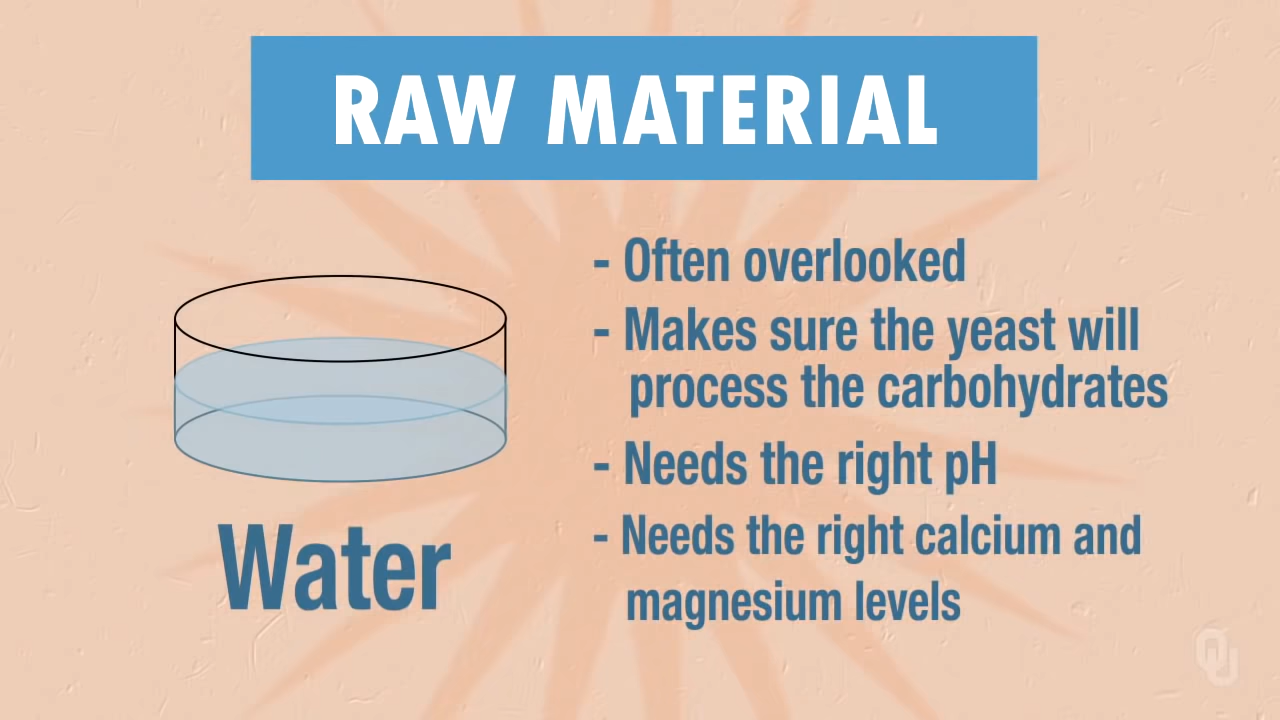 RAW MATERIAL
- Often overlooked
- Makes sure the yeast will
process the carbohydrates
- Needs the right pH
- Needs the right calcium and
magnesium levels
Water
OU